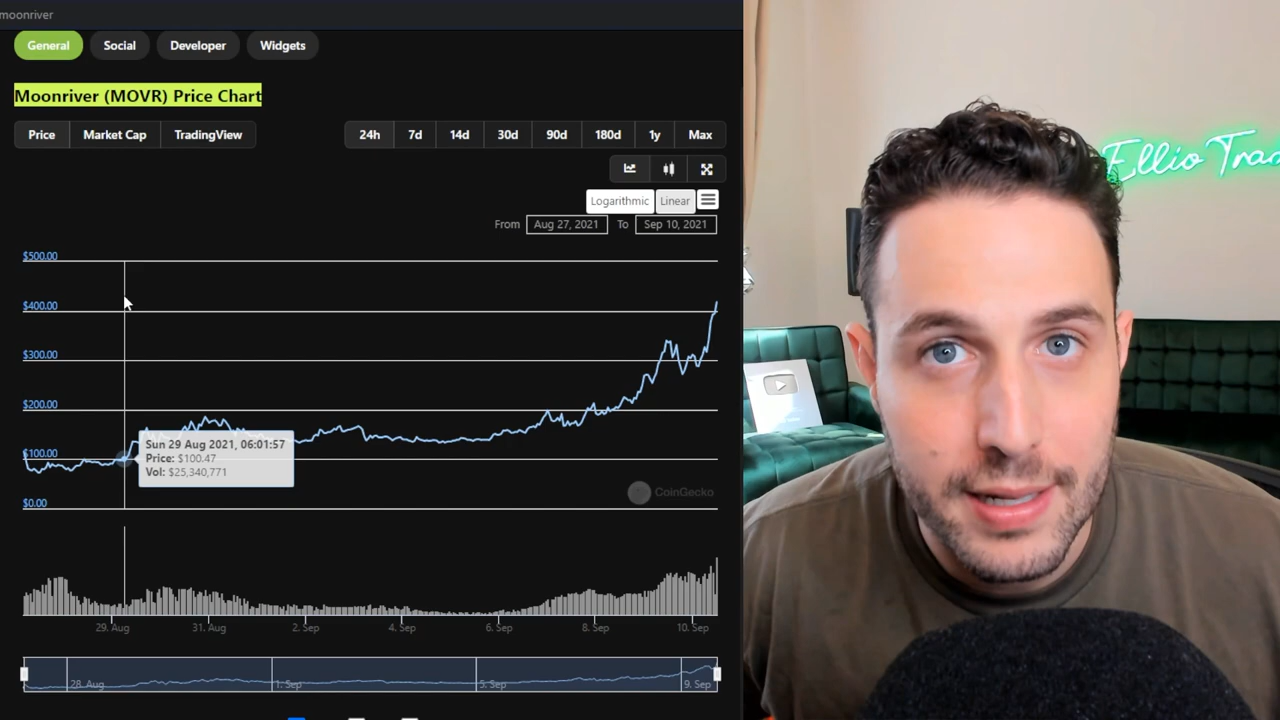 moonriver
General Social Developer Widgets
Moonriver (MOVR) Price Chart
Price Market Cap TradingView 24h 7d 14d 30d 90d 180d 1y Max
Logarithmic Linear
From Aug 27, 2021 To Sep 10, 2021
$500.00
$400.00
$300.00
$200.00
$100.00
$0.00
Sun 29 Aug 2021, 06:01:57
Price: $100.47
Vol: $25,340,771
CoinGecko
29. Aug 31. Aug 2. Sep 4. Sep 6. Sep 8. Sep 10. Sep
28. Aug 1. Sep 5. Sep 9. Sep
Ellio Trad